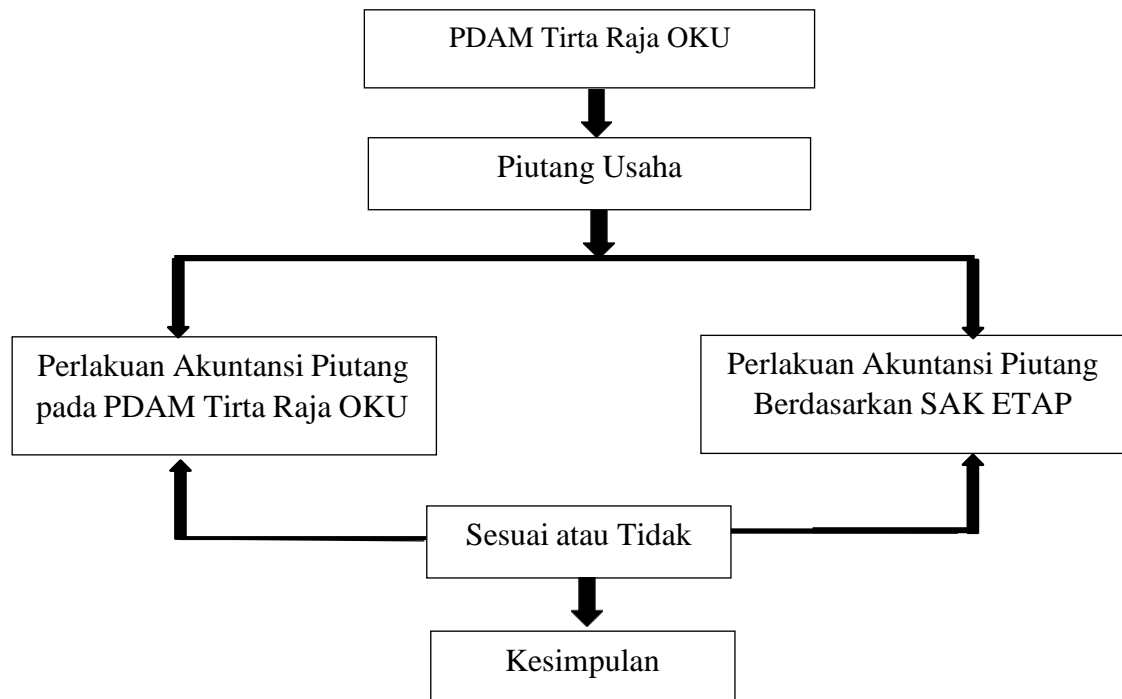 PDAM Tirta Raja OKU
Piutang Usaha
Perlakuan Akuntansi Piutang
pada PDAM Tirta Raja OKU
Perlakuan Akuntansi Piutang
Berdasarkan SAK ETAP
Sesuai atau Tidak
Kesimpulan